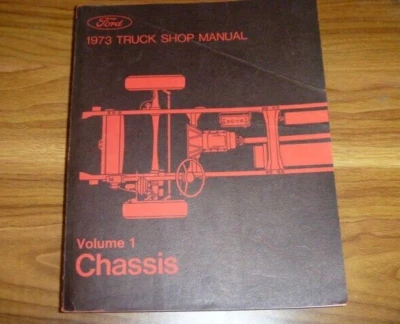 Ford
1973 TRUCK SHOP MANUAL
Volume 1
Chassis